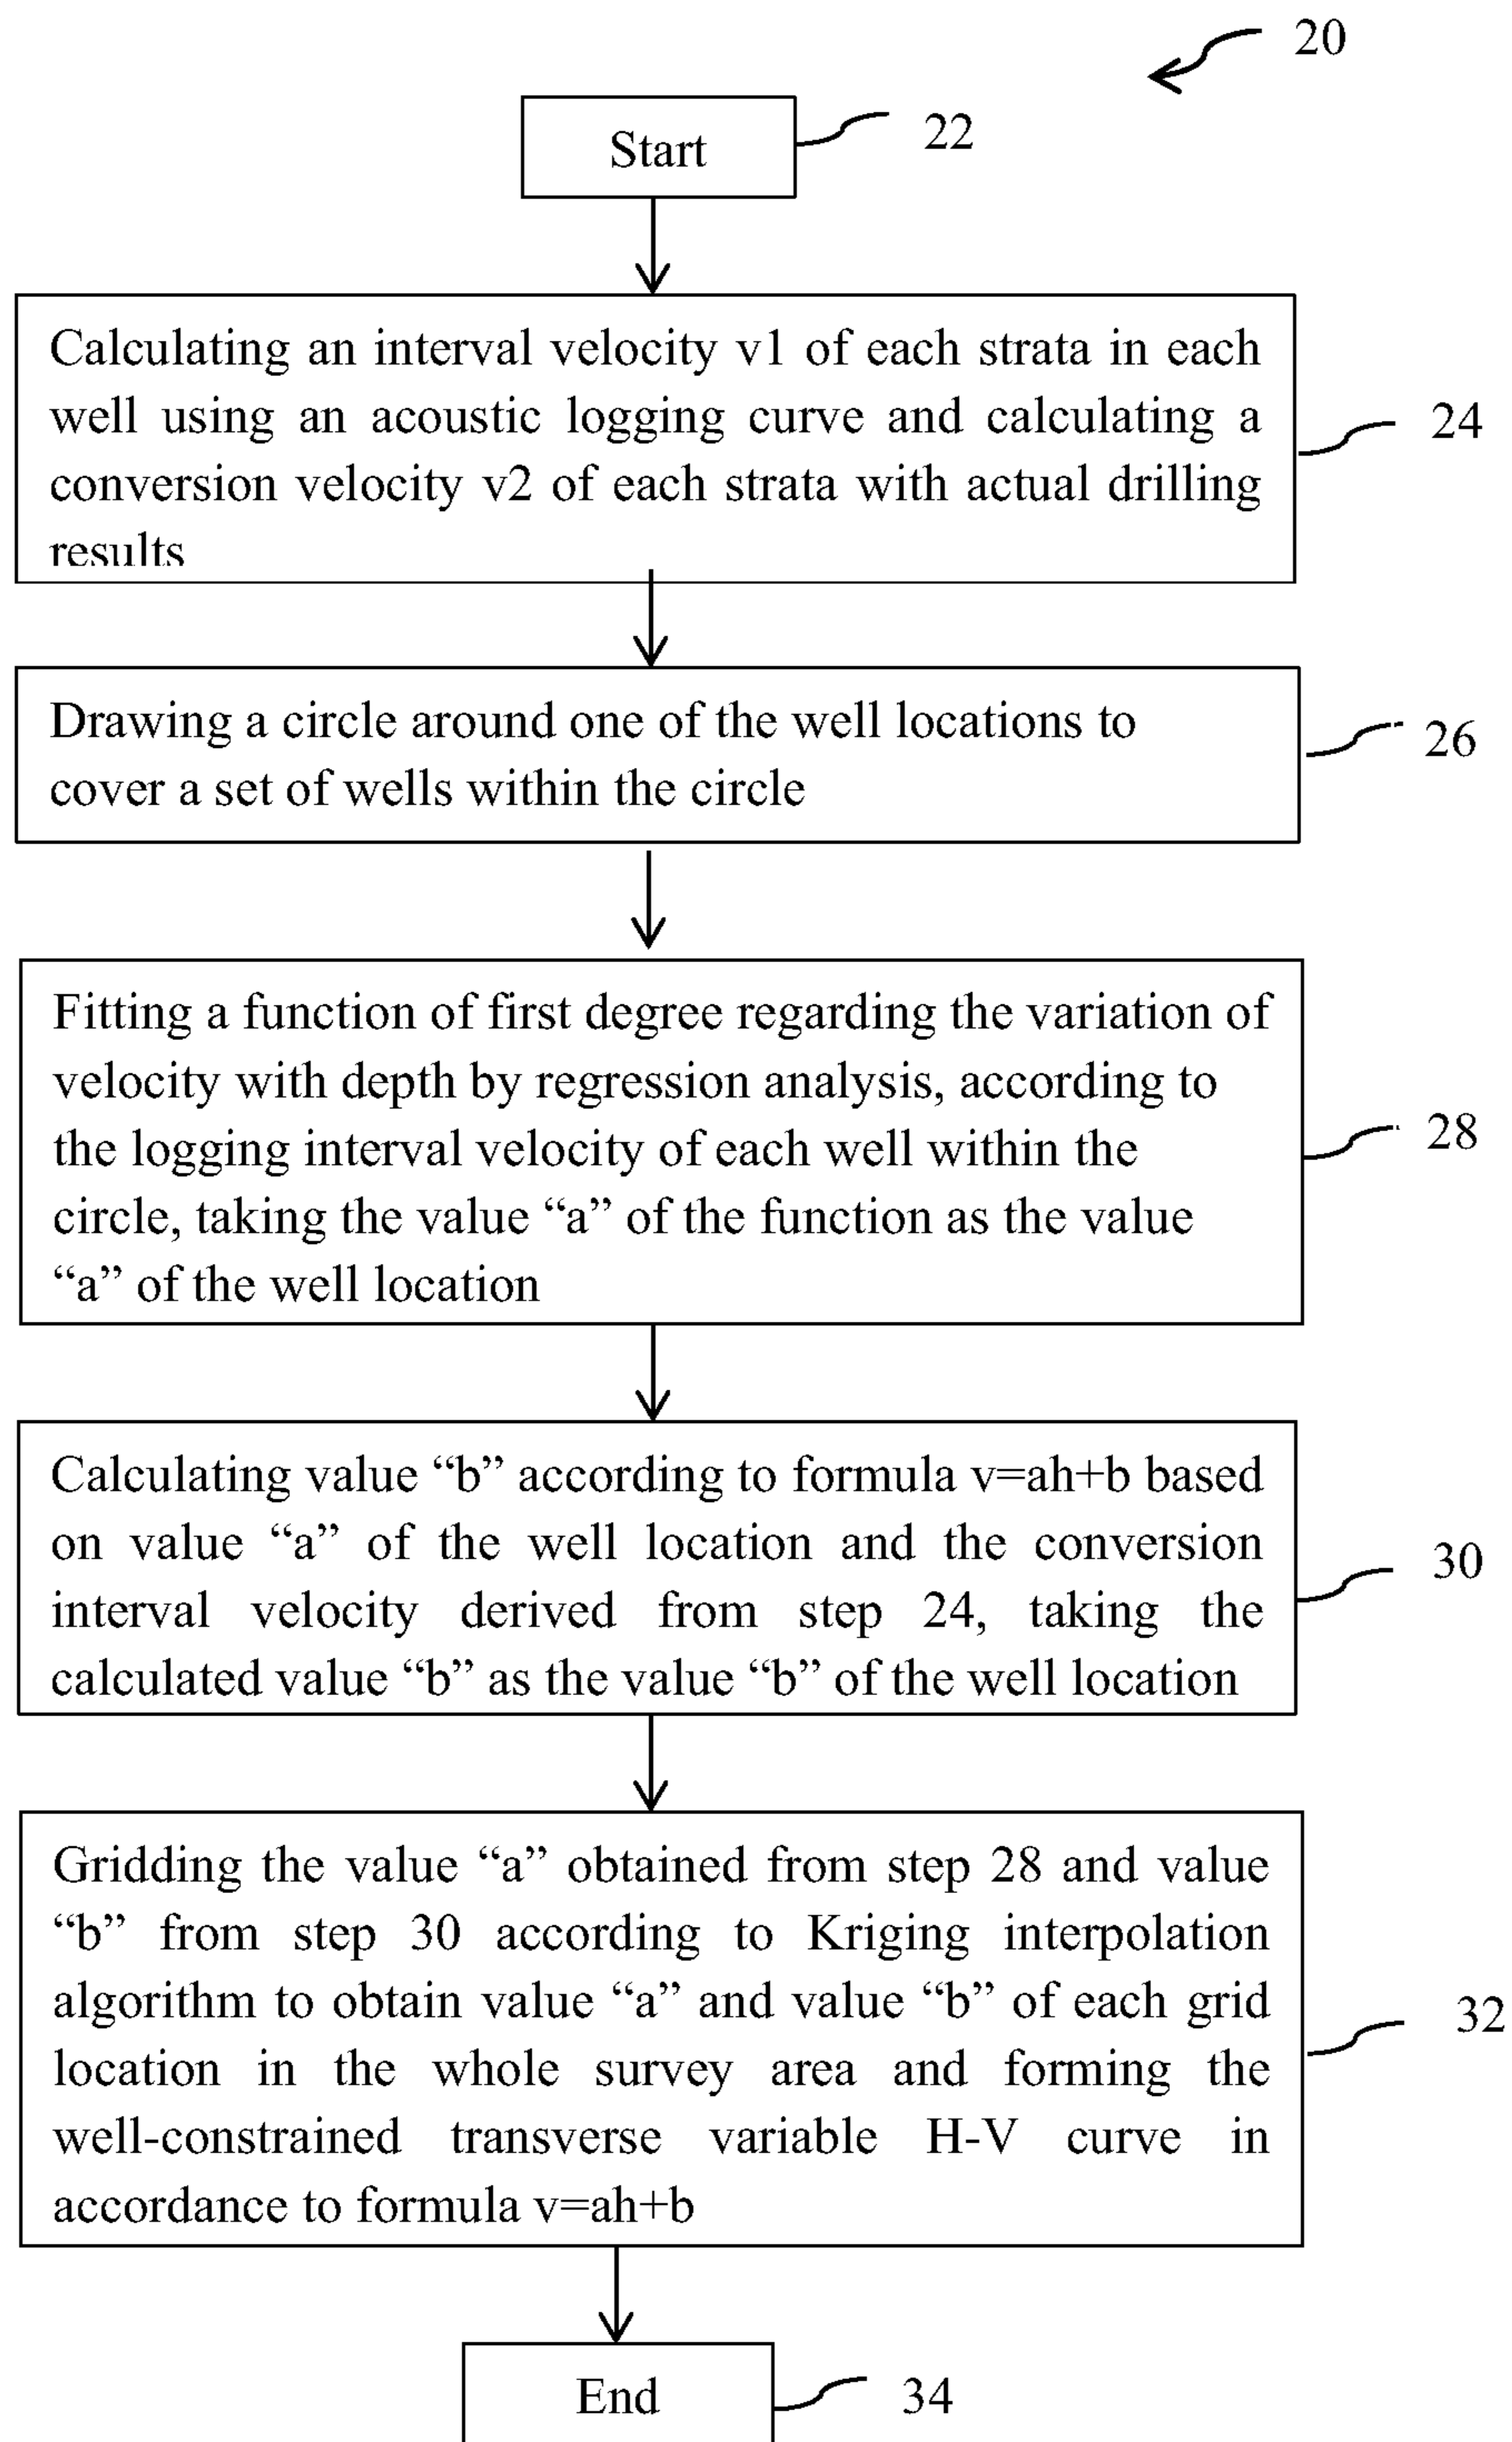 20
Start
22
Calculating an interval velocity v1 of each strata in each
well using an acoustic logging curve and calculating a
conversion velocity v2 of each strata with actual drilling
results
24
Drawing a circle around one of the well locations to
cover a set of wells within the circle
26
Fitting a function of first degree regarding the variation of
velocity with depth by regression analysis, according to
the logging interval velocity of each well within the
circle, taking the value “a” of the function as the value
“a” of the well location
28
Calculating value “b” according to formula v=ah+b based
on value “a” of the well location and the conversion
interval velocity derived from step 24, taking the
calculated value “b” as the value “b” of the well location
30
Gridding the value “a” obtained from step 28 and value
“b” from step 30 according to Kriging interpolation
algorithm to obtain value “a” and value “b” of each grid
location in the whole survey area and forming the
well-constrained transverse variable H-V curve in
accordance to formula v=ah+b
32
End
34